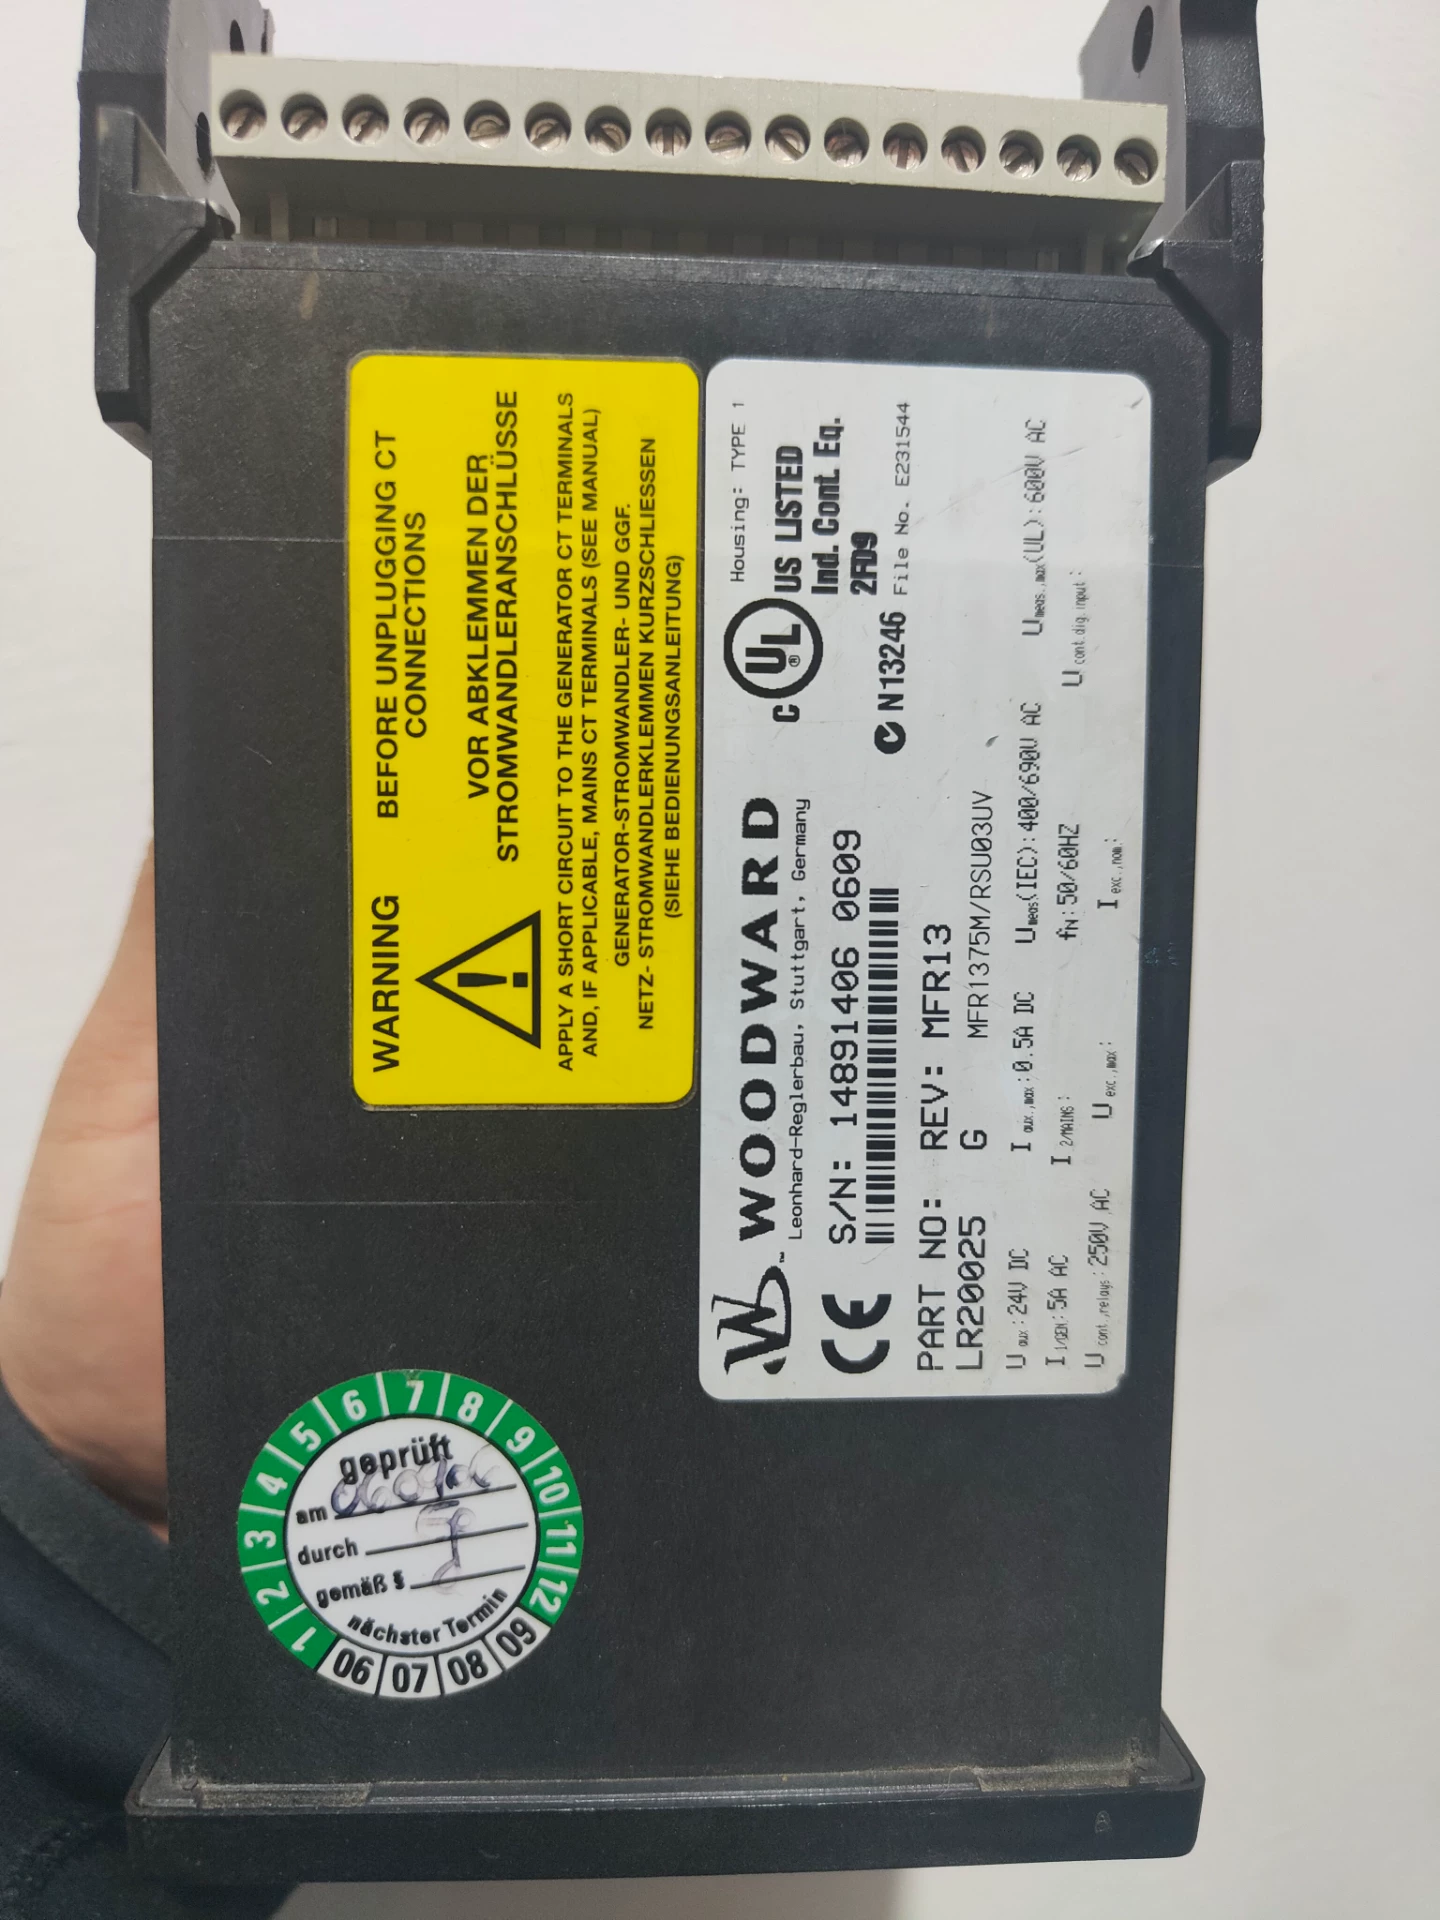 WARNING
BEFORE UNPLUGGING CT
CONNECTIONS
VOR ABKLEMMEN DER
STROMWANDLERANSCHLÜSSE
APPLY A SHORT CIRCUIT TO THE GENERATOR CT TERMINALS
AND, IF APPLICABLE, MAINS CT TERMINALS (SEE MANUAL)
GENERATOR-STROMWANDLER- UND GGF.
NETZ- STROMWANDLERKLEMMEN KURZSCHLIESSEN
(SIEHE BEDIENUNGSANLEITUNG)
WOODWARD
Leonhard-Reglerbau, Stuttgart, Germany
Housing: TYPE 1
C UL ® US LISTED
Ind. Cont. Eq.
2FD9
N13246 File No. E231544
CE S/N: 14891406 0609
PART NO: REV: MFR13
LR20025 G MFR1375M/RSU03UV
U aux: 24V DC I aux.,max: 0.5A DC Umeas(IEC): 400/690V AC Umeas.,max(UL): 600V AC
I 1/GEN: 5A AC I 2/MAINS: fN: 50/60HZ U cont.dig.input:
U cont.,relays: 250V AC U exc.,max: I exc.,nom.:
1 2 3 4 5 6 7 8 9 10 11 12
geprüft
am
durch
gemäß §
nächster Termin
06 07 08 09